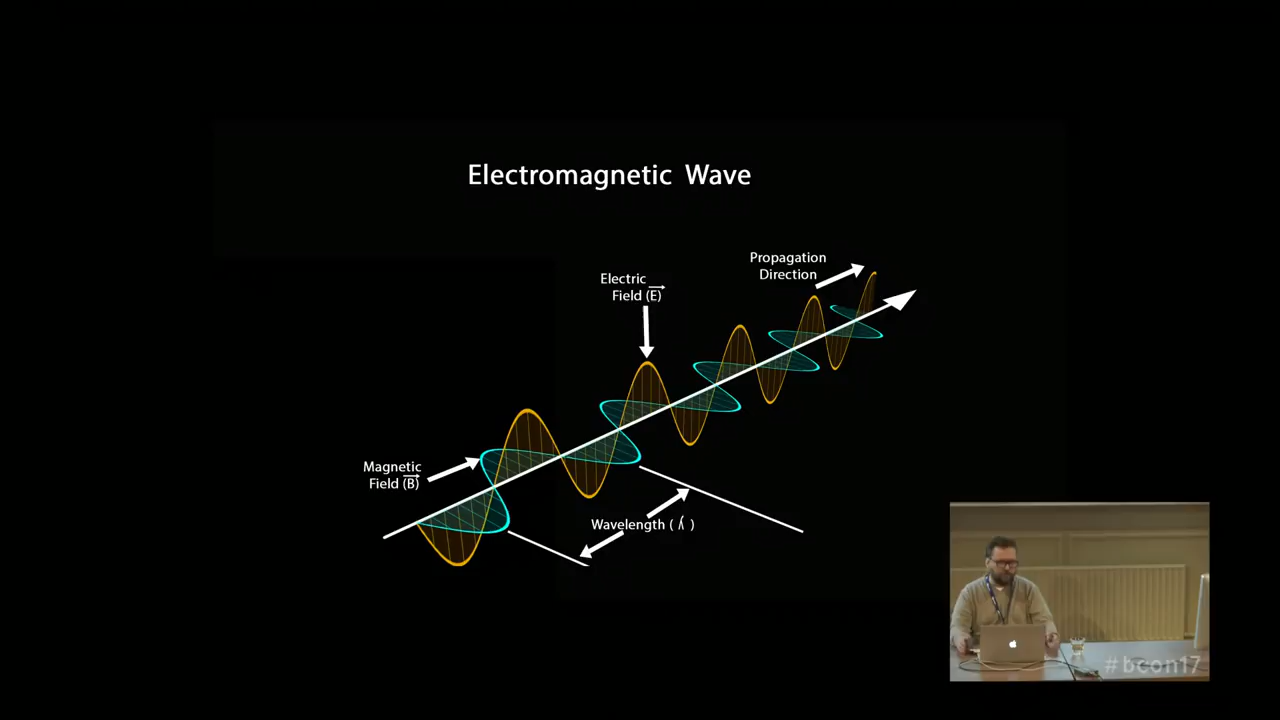 Electromagnetic Wave
Propagation
Direction
Electric
Field (E)
Magnetic
Field (B)
Wavelength ( λ )
#bcon17